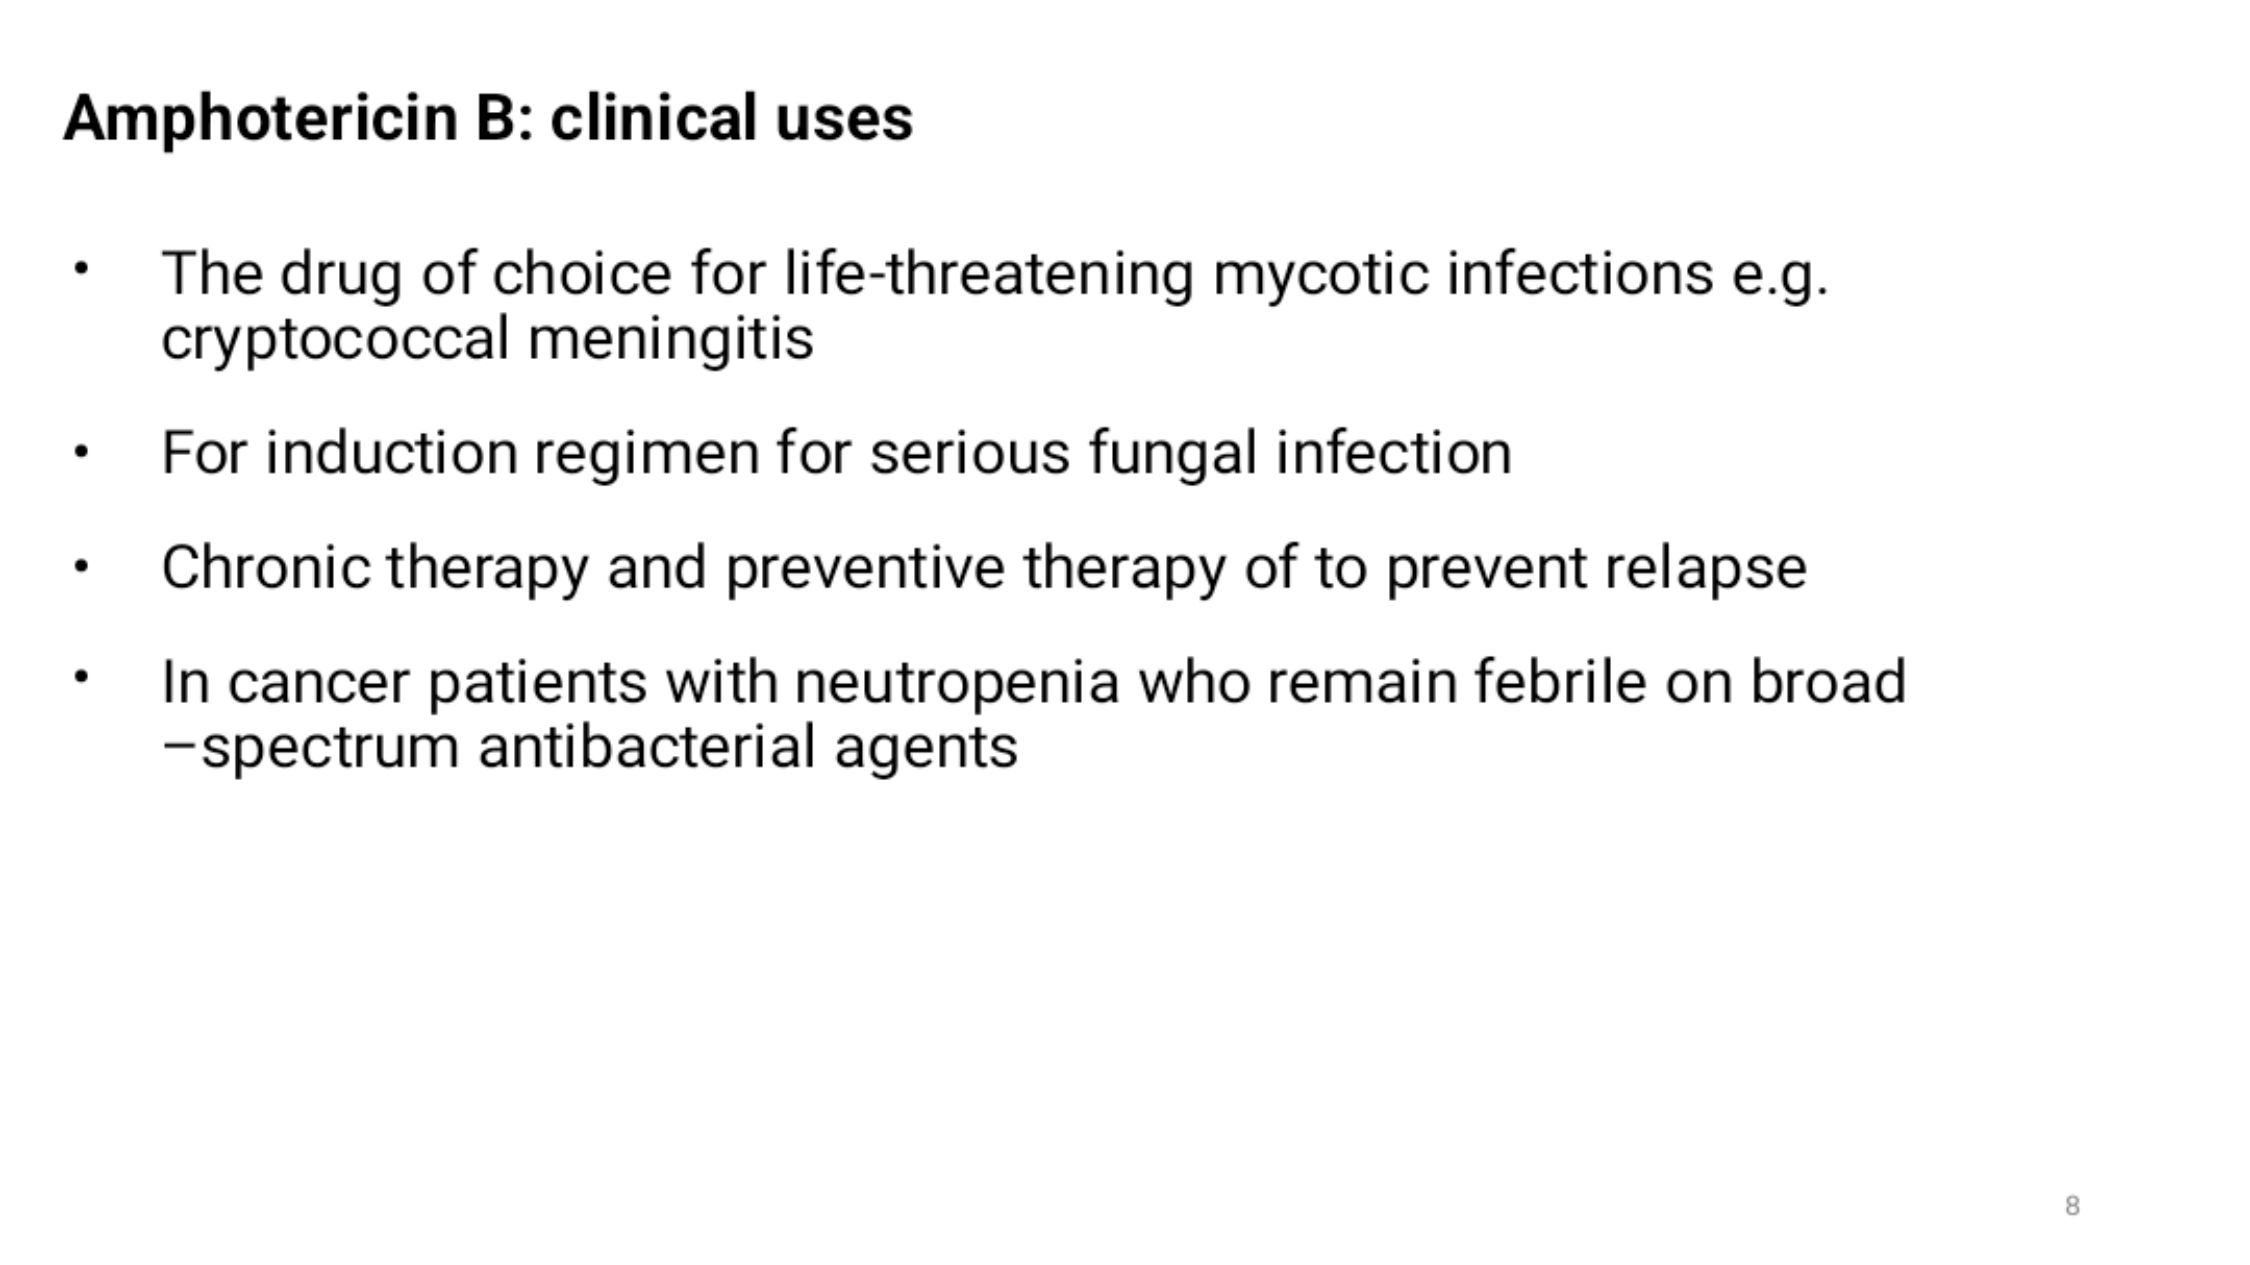 Amphotericin B: clinical uses
• The drug of choice for life-threatening mycotic infections e.g.
cryptococcal meningitis
• For induction regimen for serious fungal infection
• Chronic therapy and preventive therapy of to prevent relapse
• In cancer patients with neutropenia who remain febrile on broad
–spectrum antibacterial agents
8